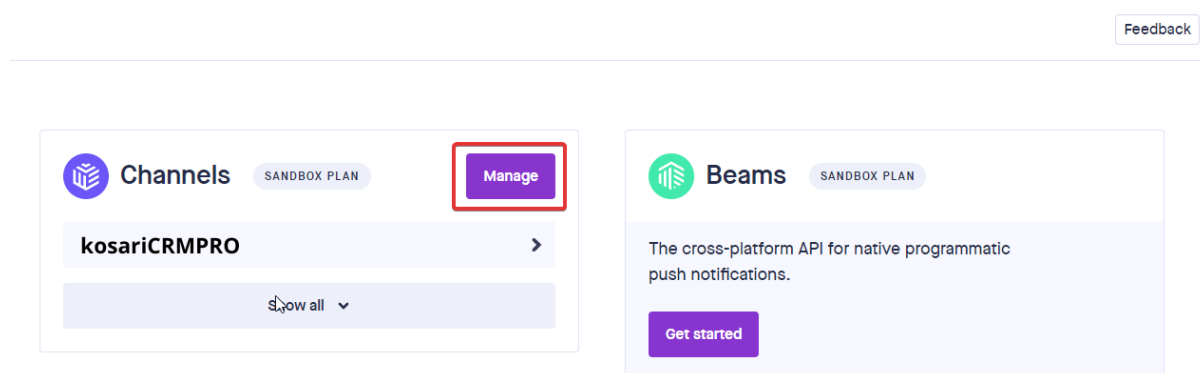 Feedback
Channels
SANDBOX PLAN
Manage
kosariCRMPRO
Show all
Beams
SANDBOX PLAN
The cross-platform API for native programmatic
push notifications.
Get started